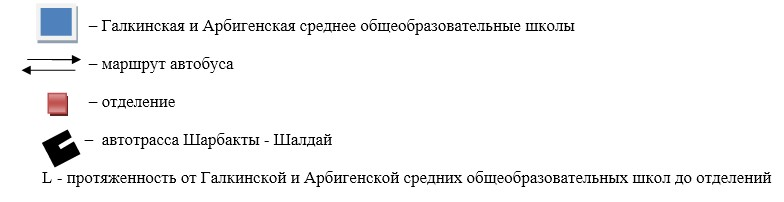 – Галкинская и Арбигенская среднее общеобразовательные школы
– маршрут автобуса
– отделение
– автотрасса Шарбакты - Шалдай
L - протяженность от Галкинской и Арбигенской средних общеобразовательных школ до отделений